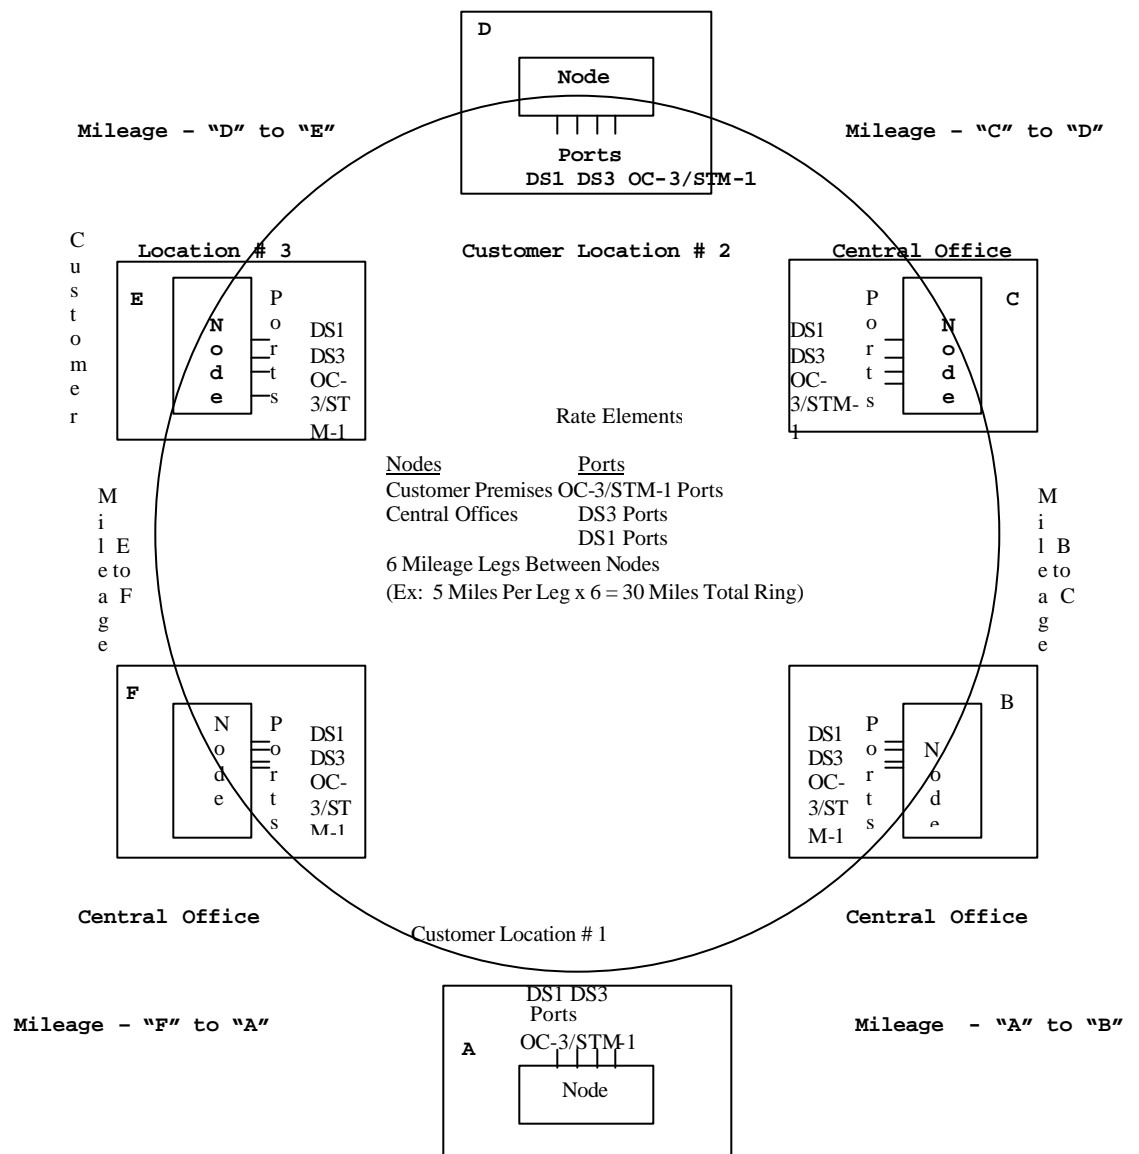 D
Node
Mileage – “D” to “E”
Mileage – “C” to “D”
Ports
DS1 DS3 OC-3/STM-1
Customer
Location # 3
Customer Location # 2
Central Office
E
Node
Ports
DS1
DS3
OC-
3/ST
M-1
DS1
DS3
OC-
3/STM-
1
Ports
Node
C
Rate Elements
Nodes Ports
Customer Premises OC-3/STM-1 Ports
Central Offices DS3 Ports
DS1 Ports
6 Mileage Legs Between Nodes
(Ex: 5 Miles Per Leg x 6 = 30 Miles Total Ring)
Mileage
E
to
F
Mileage
B
to
C
F
Node
Ports
DS1
DS3
OC-
3/ST
M-1
DS1
DS3
OC-
3/ST
M-1
Ports
Node
B
Central Office
Central Office
Customer Location # 1
Mileage – “F” to “A”
Mileage - “A” to “B”
DS1 DS3
Ports
OC-3/STM-1
A
Node